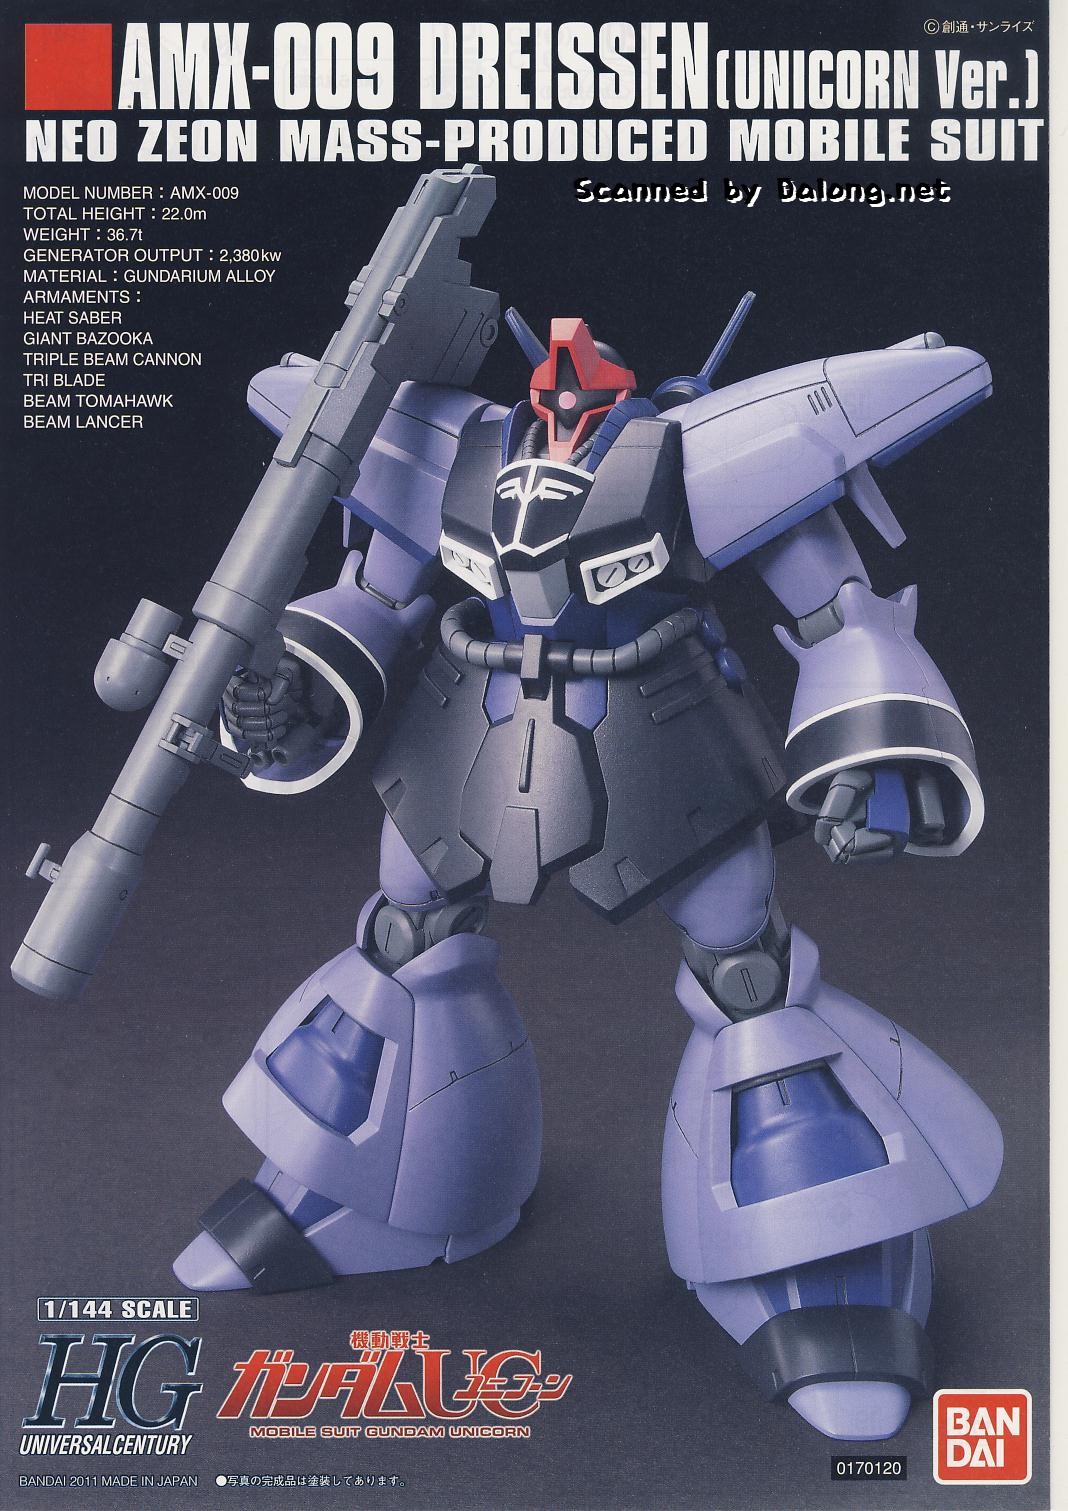 ©創通・サンライズ
AMX-009 DREISSEN (UNICORN Ver.)
NEO ZEON MASS-PRODUCED MOBILE SUIT
Scanned by Dalong.net
MODEL NUMBER : AMX-009
TOTAL HEIGHT : 22.0m
WEIGHT : 36.7t
GENERATOR OUTPUT : 2,380kw
MATERIAL : GUNDARIUM ALLOY
ARMAMENTS :
HEAT SABER
GIANT BAZOOKA
TRIPLE BEAM CANNON
TRI BLADE
BEAM TOMAHAWK
BEAM LANCER
1/144 SCALE
HG
UNIVERSAL CENTURY
機動戦士
ガンダムUC
ユニコーン
MOBILE SUIT GUNDAM UNICORN
BANDAI 2011 MADE IN JAPAN ●写真の完成品は塗装してあります。
0170120
BAN
DAI